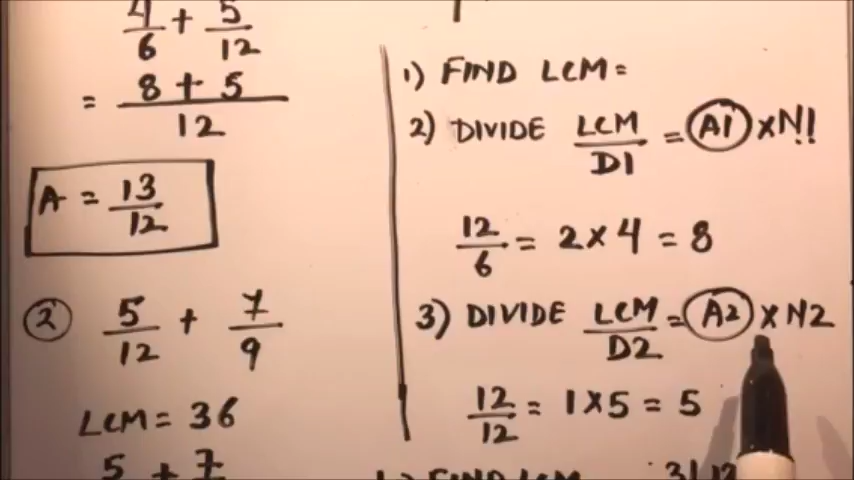 4/6 + 5/12
= 8 + 5 / 12
A = 13/12
2 5/12 + 7/9
LCM = 36
5 + 7
1) FIND LCM =
2) DIVIDE LCM/D1 = A1 × N1
12/6 = 2 × 4 = 8
3) DIVIDE LCM/D2 = A2 × N2
12/12 = 1 × 5 = 5
FIND LCM